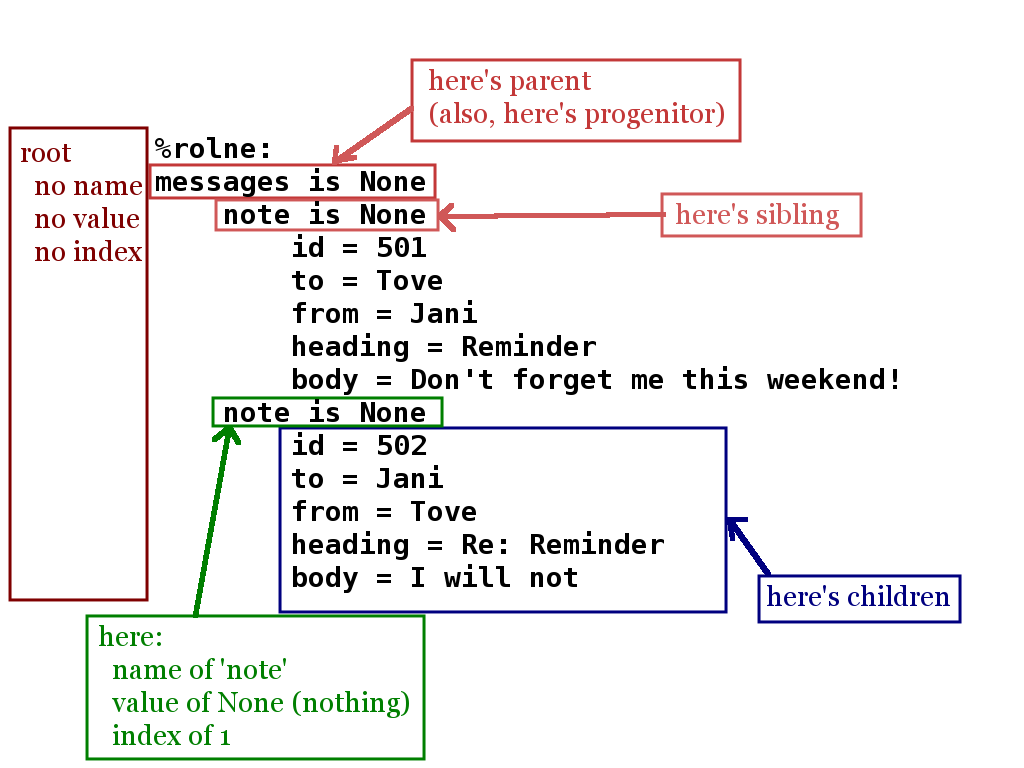 here's parent
(also, here's progenitor)
root
no name
no value
no index
%rolne:
messages is None
note is None
here's sibling
id = 501
to = Tove
from = Jani
heading = Reminder
body = Don't forget me this weekend!
note is None
id = 502
to = Jani
from = Tove
heading = Re: Reminder
body = I will not
here's children
here:
name of 'note'
value of None (nothing)
index of 1